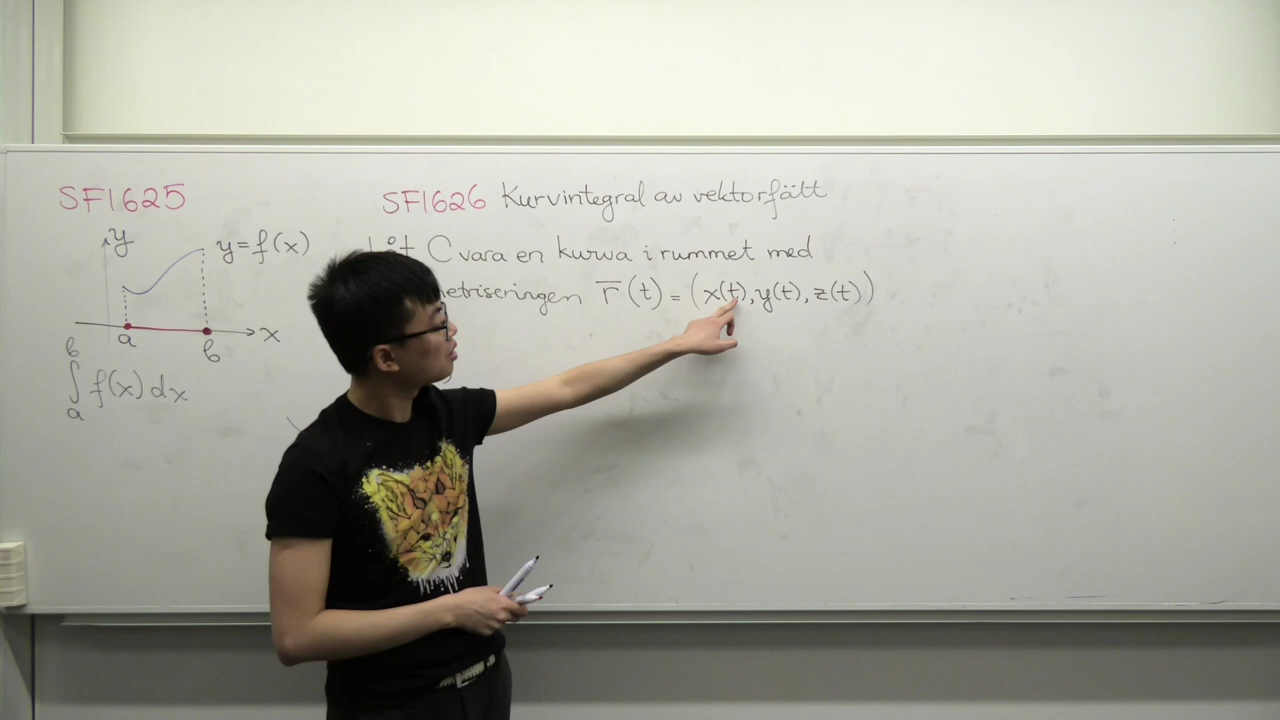 SF1625
y
y=f(x)
x
a
b
b
∫ f(x) dx
a
SF1626 Kurvintegral av vektorfält
C vara en kurva i rummet med
r̅(t) = (x(t), y(t), z(t))